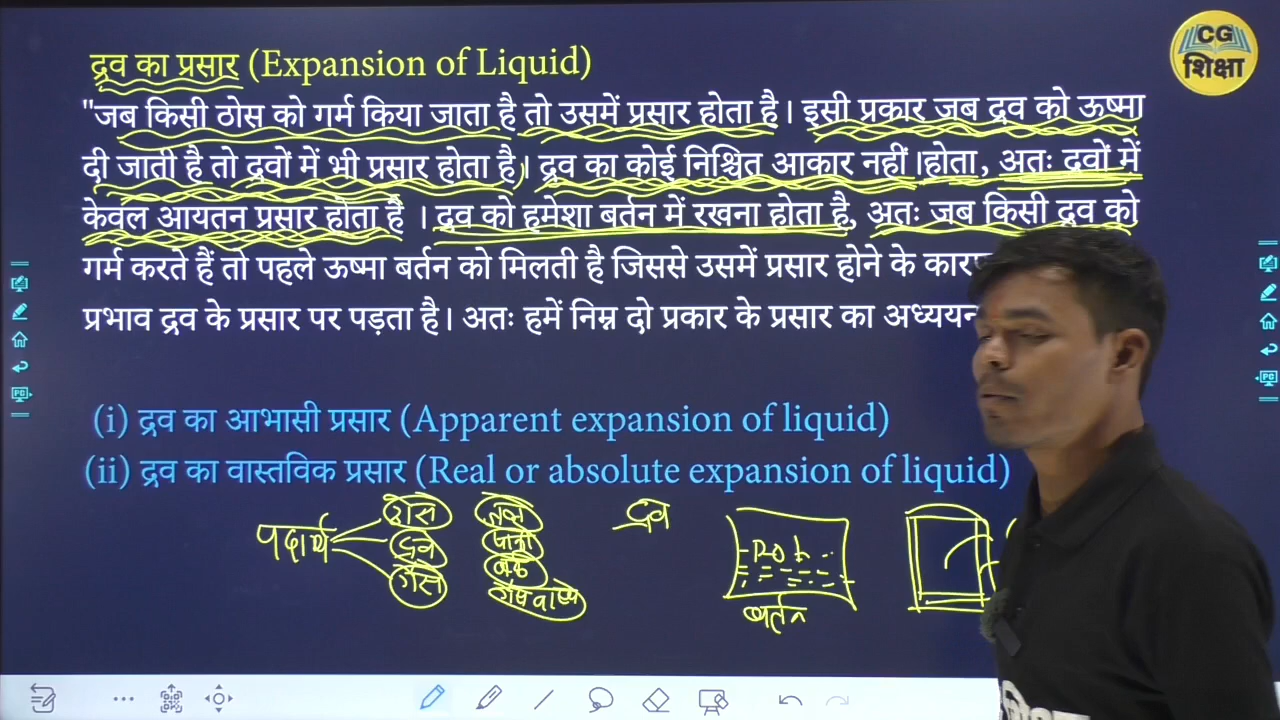 CG
शिक्षा
द्रव का प्रसार (Expansion of Liquid)
"जब किसी ठोस को गर्म किया जाता है तो उसमें प्रसार होता है। इसी प्रकार जब द्रव को ऊष्मा
दी जाती है तो द्रवों में भी प्रसार होता है। द्रव का कोई निश्चित आकार नहीं होता, अतः द्रवों में
केवल आयतन प्रसार होता है । द्रव को हमेशा बर्तन में रखना होता है, अतः जब किसी द्रव को
गर्म करते हैं तो पहले ऊष्मा बर्तन को मिलती है जिससे उसमें प्रसार होने के
प्रभाव द्रव के प्रसार पर पड़ता है। अतः हमें निम्न दो प्रकार के प्रसार का अध्ययन
(i) द्रव का आभासी प्रसार (Apparent expansion of liquid)
(ii) द्रव का वास्तविक प्रसार (Real or absolute expansion of liquid)
पदार्थ ठोस द्रव गैस
पानी बर्फ
द्रव
बर्तन
PC
PC